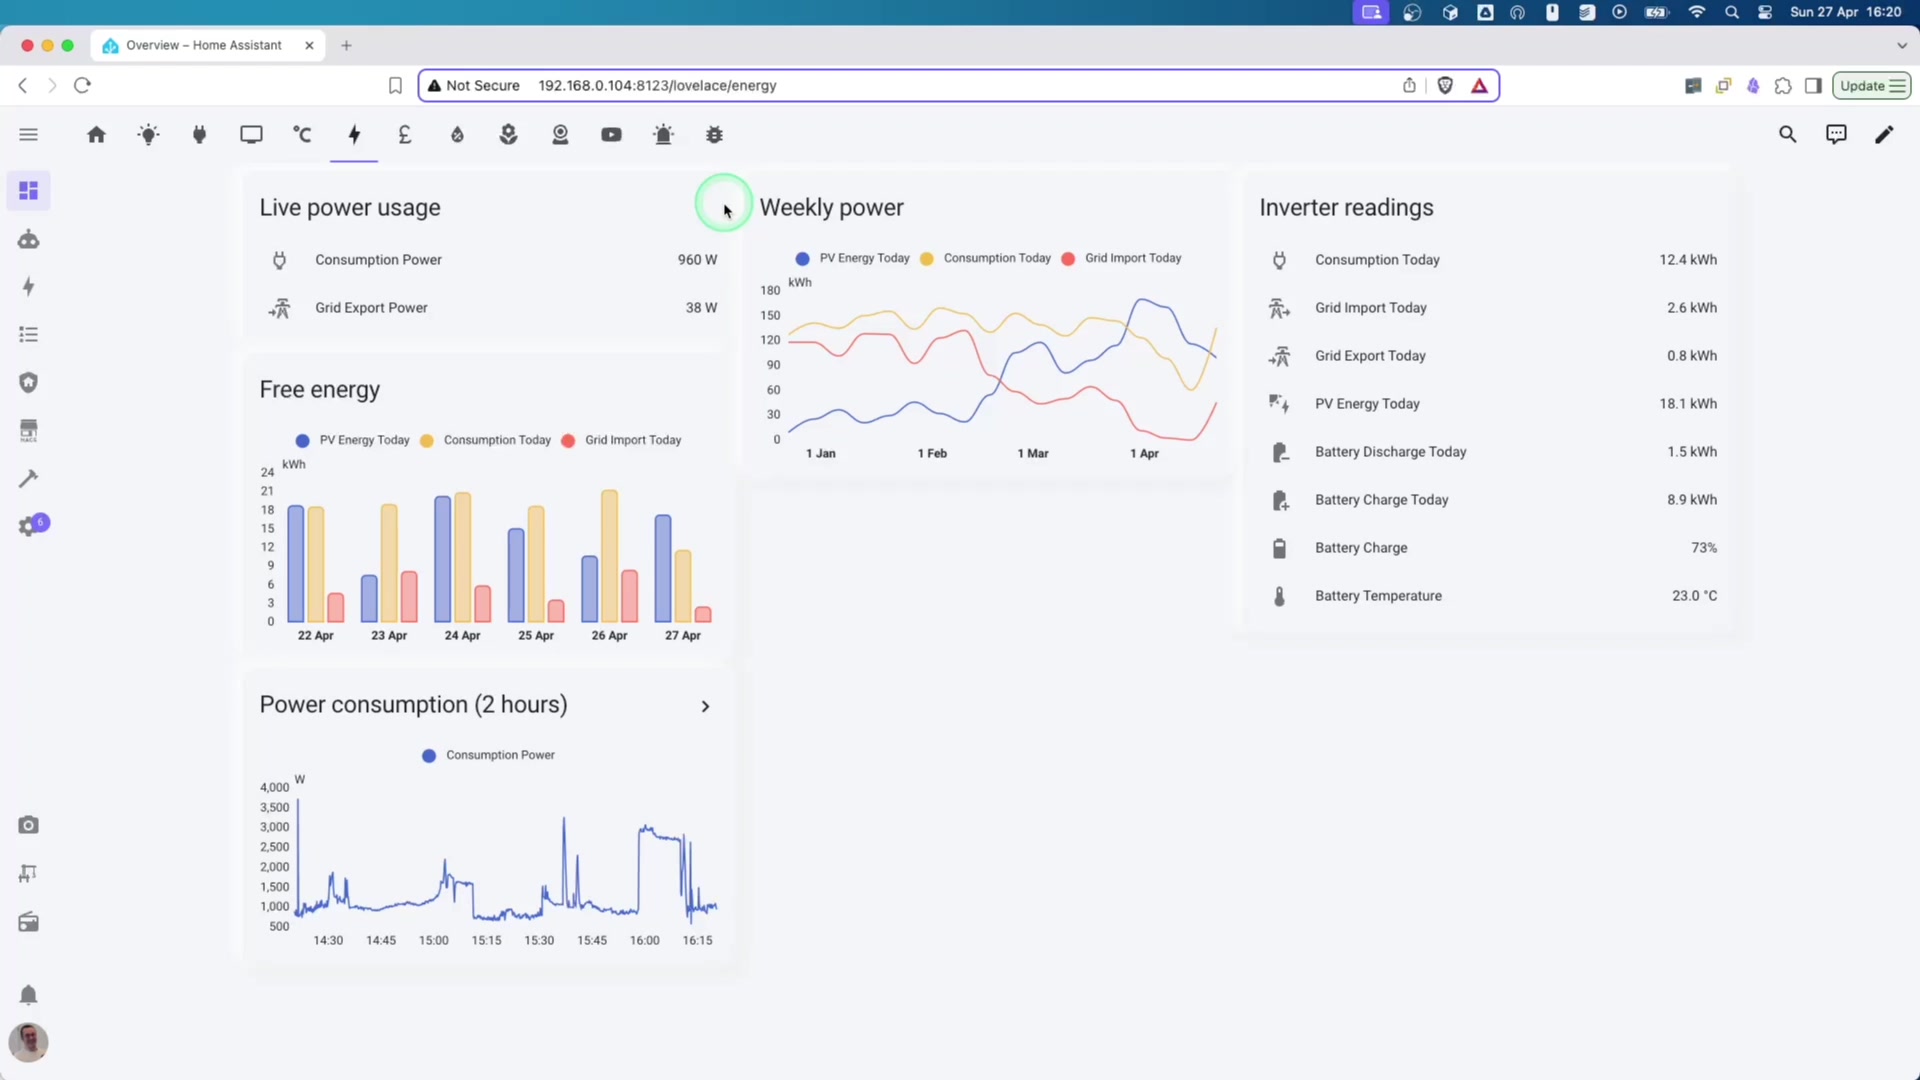 Sun 27 Apr 16:20
Overview – Home Assistant
Not Secure 192.168.0.104:8123/lovelace/energy
Update
°C
£
Live power usage
Consumption Power 960 W
Grid Export Power 38 W
Free energy
PV Energy Today Consumption Today Grid Import Today
kWh
24
21
18
15
12
9
6
3
0
22 Apr 23 Apr 24 Apr 25 Apr 26 Apr 27 Apr
Power consumption (2 hours)
Consumption Power
W
4,000
3,500
3,000
2,500
2,000
1,500
1,000
500
14:30 14:45 15:00 15:15 15:30 15:45 16:00 16:15
Weekly power
PV Energy Today Consumption Today Grid Import Today
kWh
180
150
120
90
60
30
0
1 Jan 1 Feb 1 Mar 1 Apr
Inverter readings
Consumption Today 12.4 kWh
Grid Import Today 2.6 kWh
Grid Export Today 0.8 kWh
PV Energy Today 18.1 kWh
Battery Discharge Today 1.5 kWh
Battery Charge Today 8.9 kWh
Battery Charge 73%
Battery Temperature 23.0 °C
HACS
6